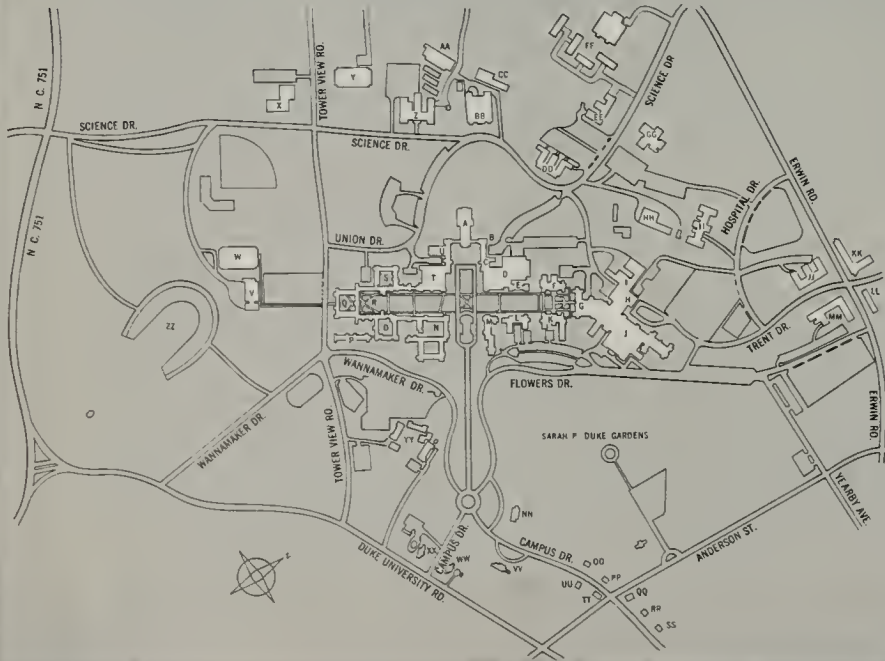 N C. 751
TOWER VIEW RD.
AA
FF
Y
CC
X
Z
BB
SCIENCE DR
SCIENCE DR.
SCIENCE DR.
EE
GG
DD
ERWIN RD.
HOSPITAL DR.
N C. 751
UNION DR.
A
B
HH
II
KK
W
U
C
D
T
S
E
F
I
JJ
LL
V
Q
R
G
H
ZZ
O
N
M
L
K
J
MM
P
TRENT DR.
WANNAMAKER DR.
FLOWERS DR.
ERWIN RD.
WANNAMAKER DR.
TOWER VIEW RD.
YY
SARAH P DUKE GARDENS
YEARBY AVE.
NN
ANDERSON ST.
CAMPUS DR.
XX
CAMPUS DR.
WW
VV
OO
UU
PP
TT
QQ
RR
SS
DUKE UNIVERSITY RD.
Z